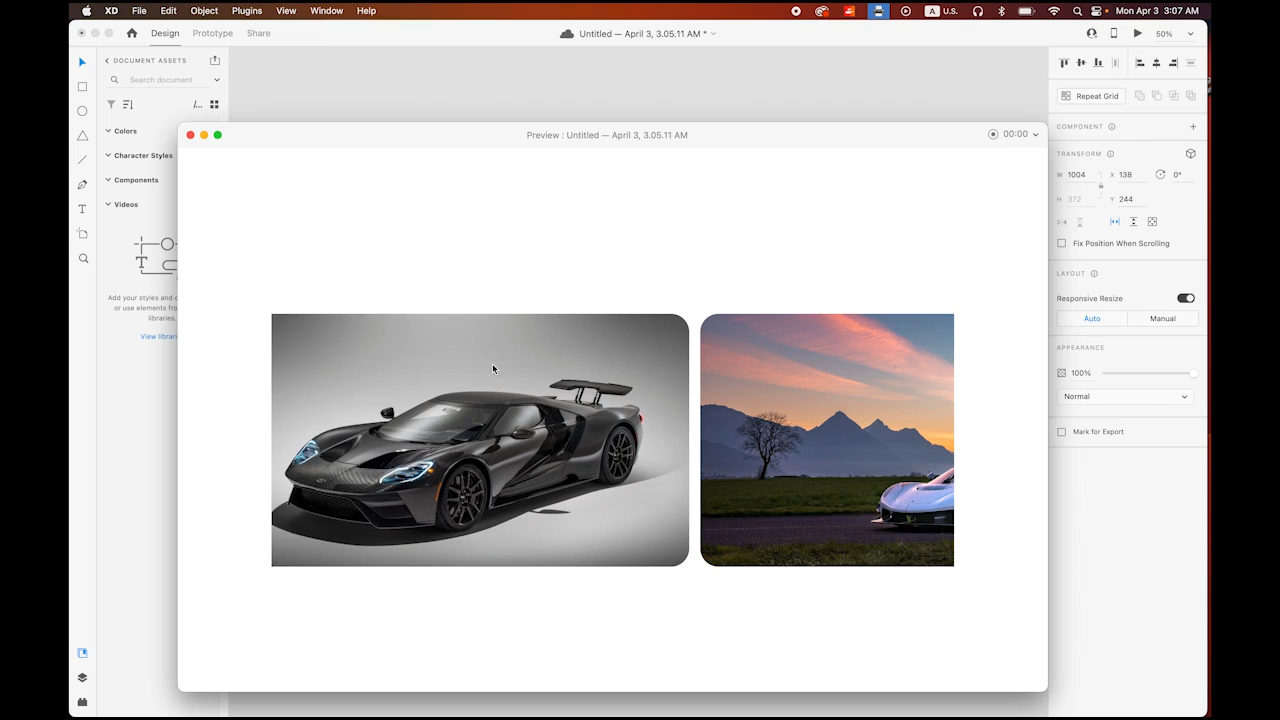 XD File Edit Object Plugins View Window Help
A U.S. Mon Apr 3 3:07 AM
Design Prototype Share
Untitled — April 3, 3.05.11 AM *
50%
DOCUMENT ASSETS
Search document
/...
Colors
Character Styles
Components
Videos
Add your styles and c
or use elements fro
libraries.
View librari
T
Preview : Untitled — April 3, 3.05.11 AM
00:00
Repeat Grid
COMPONENT
TRANSFORM
W 1004 X 138 0°
H 372 Y 244
Fix Position When Scrolling
LAYOUT
Responsive Resize
Auto Manual
APPEARANCE
100%
Normal
Mark for Export